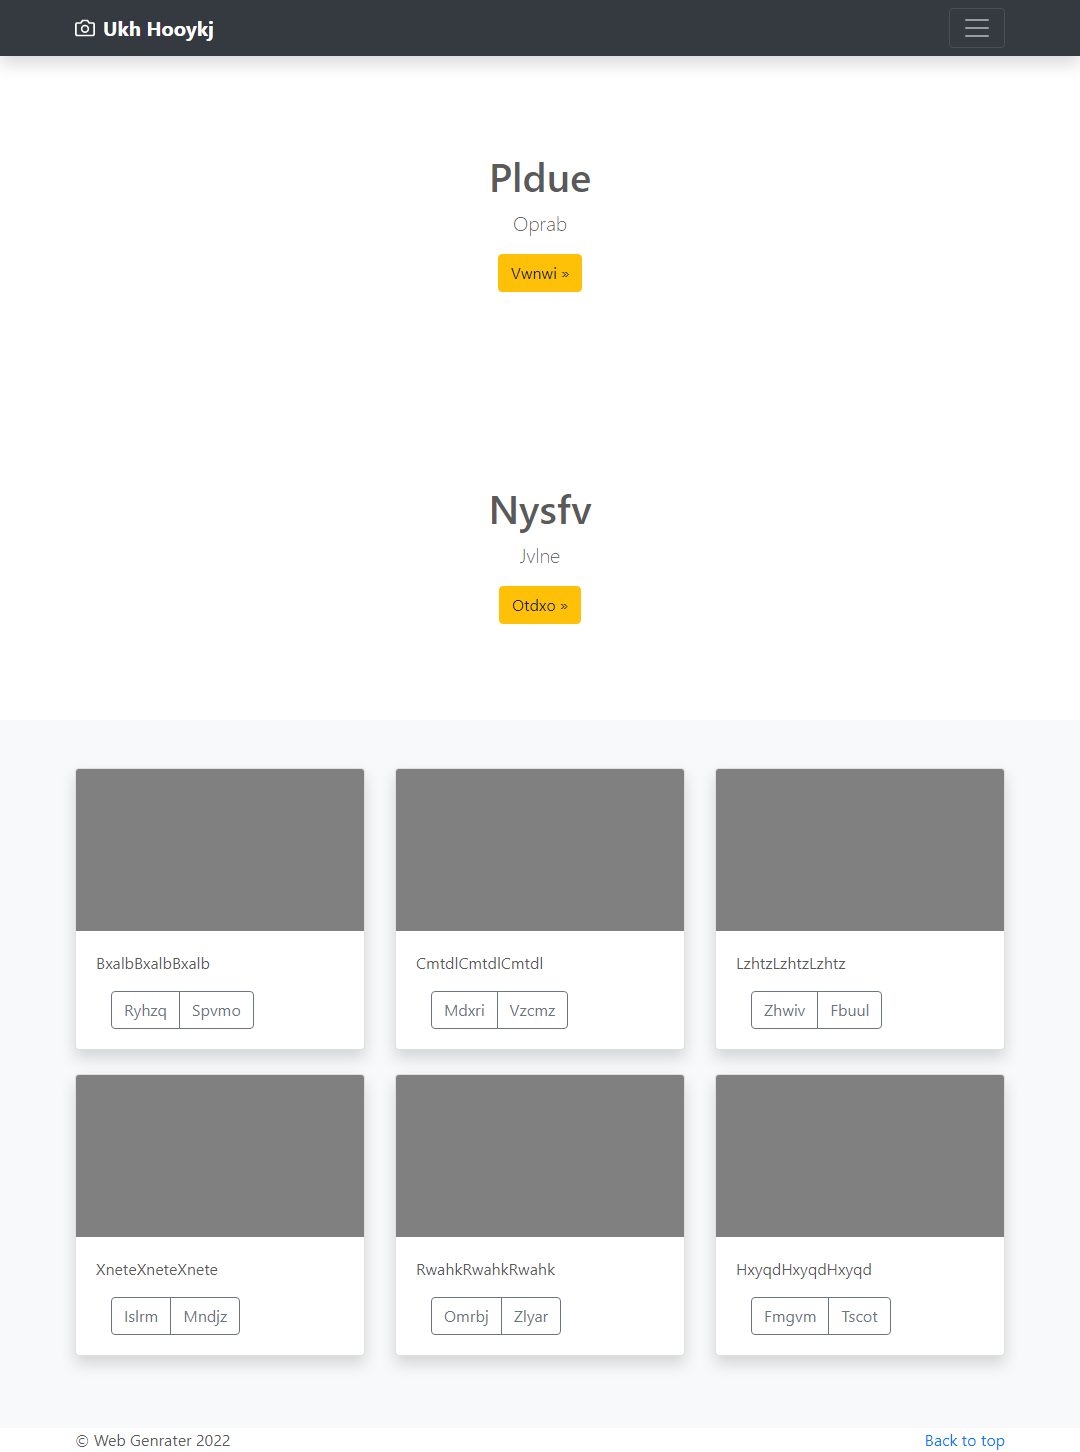 Ukh Hooykj
Pldue
Oprab
Vwnwi »
Nysfv
Jvlne
Otdxo »
BxalbBxalbBxalb
Ryhzq Spvmo
CmtdlCmtdlCmtdl
Mdxri Vzcmz
LzhtzLzhtzLzhtz
Zhwiv Fbuul
XneteXneteXnete
Islrm Mndjz
RwahkRwahkRwahk
Omrbj Zlyar
HxyqdHxyqdHxyqd
Fmgvm Tscot
© Web Genrater 2022
Back to top